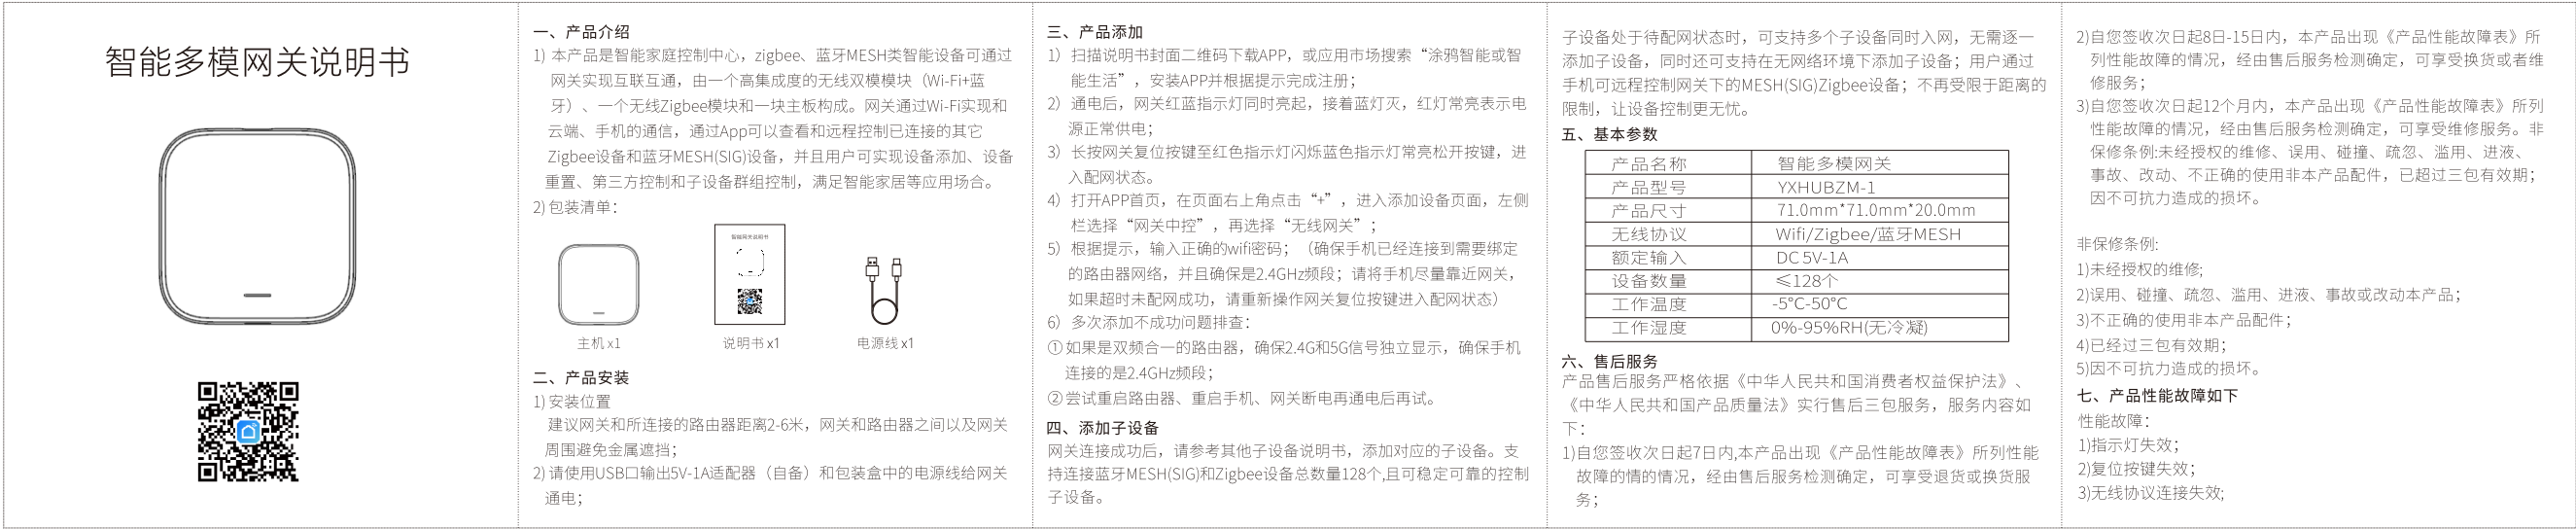 智能多模网关说明书
一、产品介绍
1) 本产品是智能家庭控制中心，zigbee、蓝牙MESH类智能设备可通过
网关实现互联互通，由一个高集成度的无线双模模块（Wi-Fi+蓝
牙）、一个无线Zigbee模块和一块主板构成。网关通过Wi-Fi实现和
云端、手机的通信，通过App可以查看和远程控制已连接的其它
Zigbee设备和蓝牙MESH(SIG)设备，并且用户可实现设备添加、设备
重置、第三方控制和子设备群组控制，满足智能家居等应用场合。
2) 包装清单：
智能网关说明书
主机 x1
说明书 x1
电源线 x1
二、产品安装
1) 安装位置
建议网关和所连接的路由器距离2-6米，网关和路由器之间以及网关
周围避免金属遮挡；
2) 请使用USB口输出5V-1A适配器（自备）和包装盒中的电源线给网关
通电；
三、产品添加
1）扫描说明书封面二维码下载APP，或应用市场搜索“涂鸦智能或智
能生活”，安装APP并根据提示完成注册；
2）通电后，网关红蓝指示灯同时亮起，接着蓝灯灭，红灯常亮表示电
源正常供电；
3）长按网关复位按键至红色指示灯闪烁蓝色指示灯常亮松开按键，进
入配网状态。
4）打开APP首页，在页面右上角点击“+”，进入添加设备页面，左侧
栏选择“网关中控”，再选择“无线网关”；
5）根据提示，输入正确的wifi密码；（确保手机已经连接到需要绑定
的路由器网络，并且确保是2.4GHz频段；请将手机尽量靠近网关，
如果超时未配网成功，请重新操作网关复位按键进入配网状态）
6）多次添加不成功问题排查：
① 如果是双频合一的路由器，确保2.4G和5G信号独立显示，确保手机
连接的是2.4GHz频段；
② 尝试重启路由器、重启手机、网关断电再通电后再试。
四、添加子设备
网关连接成功后，请参考其他子设备说明书，添加对应的子设备。支
持连接蓝牙MESH(SIG)和Zigbee设备总数量128个,且可稳定可靠的控制
子设备。
子设备处于待配网状态时，可支持多个子设备同时入网，无需逐一
添加子设备，同时还可支持在无网络环境下添加子设备；用户通过
手机可远程控制网关下的MESH(SIG)Zigbee设备；不再受限于距离的
限制，让设备控制更无忧。
五、基本参数
产品名称 智能多模网关
产品型号 YXHUBZM-1
产品尺寸 71.0mm*71.0mm*20.0mm
无线协议 Wifi/Zigbee/蓝牙MESH
额定输入 DC 5V-1A
设备数量 ≤128个
工作温度 -5°C-50°C
工作湿度 0%-95%RH(无冷凝)
六、售后服务
产品售后服务严格依据《中华人民共和国消费者权益保护法》、
《中华人民共和国产品质量法》实行售后三包服务，服务内容如
下：
1)自您签收次日起7日内,本产品出现《产品性能故障表》所列性能
故障的情的情况，经由售后服务检测确定，可享受退货或换货服
务；
2)自您签收次日起8日-15日内，本产品出现《产品性能故障表》所
列性能故障的情况，经由售后服务检测确定，可享受换货或者维
修服务；
3)自您签收次日起12个月内，本产品出现《产品性能故障表》所列
性能故障的情况，经由售后服务检测确定，可享受维修服务。非
保修条例:未经授权的维修、误用、碰撞、疏忽、滥用、进液、
事故、改动、不正确的使用非本产品配件，已超过三包有效期；
因不可抗力造成的损坏。
非保修条例:
1)未经授权的维修;
2)误用、碰撞、疏忽、滥用、进液、事故或改动本产品；
3)不正确的使用非本产品配件；
4)已经过三包有效期；
5)因不可抗力造成的损坏。
七、产品性能故障如下
性能故障：
1)指示灯失效；
2)复位按键失效；
3)无线协议连接失效;